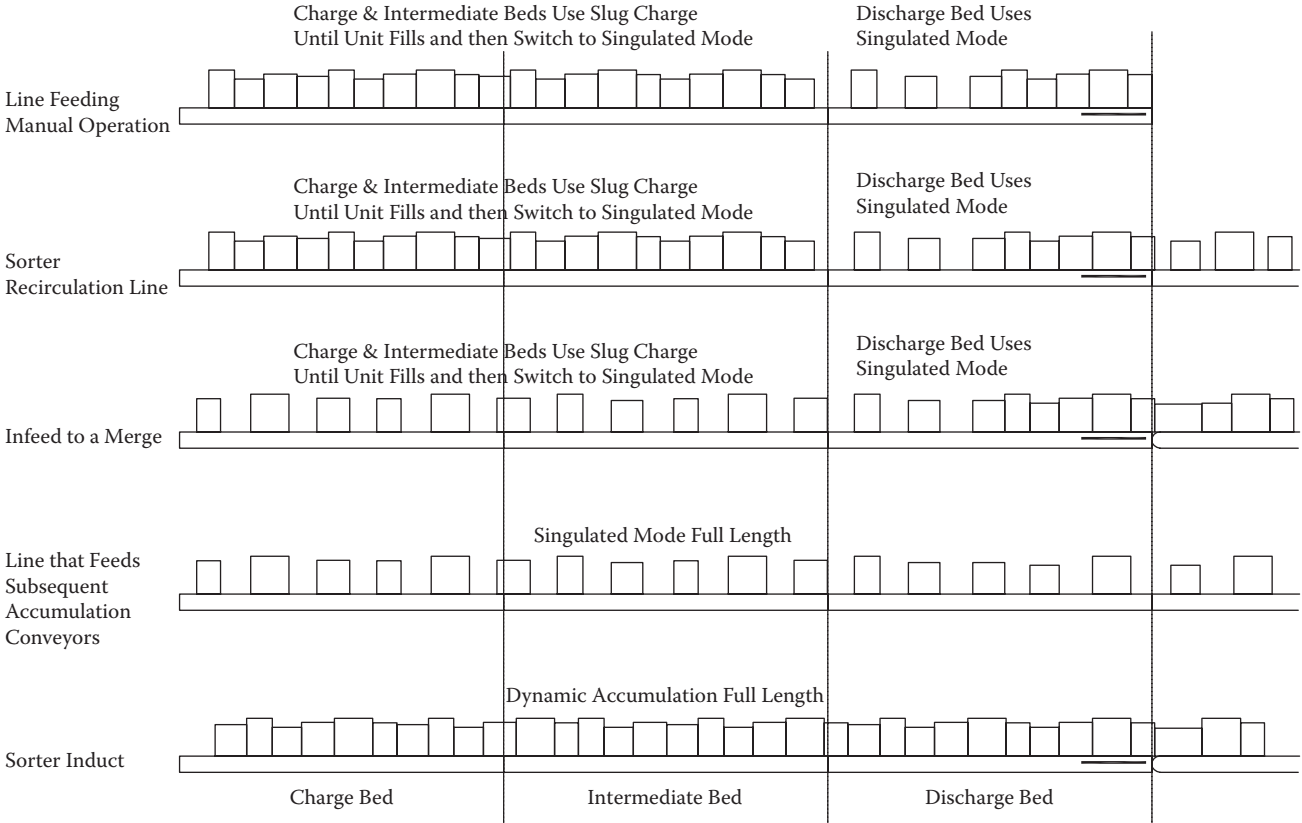 Charge & Intermediate Beds Use Slug Charge
Until Unit Fills and then Switch to Singulated Mode
Discharge Bed Uses
Singulated Mode
Line Feeding
Manual Operation
Charge & Intermediate Beds Use Slug Charge
Until Unit Fills and then Switch to Singulated Mode
Discharge Bed Uses
Singulated Mode
Sorter
Recirculation Line
Charge & Intermediate Beds Use Slug Charge
Until Unit Fills and then Switch to Singulated Mode
Discharge Bed Uses
Singulated Mode
Infeed to a Merge
Singulated Mode Full Length
Line that Feeds
Subsequent
Accumulation
Conveyors
Dynamic Accumulation Full Length
Sorter Induct
Charge Bed
Intermediate Bed
Discharge Bed